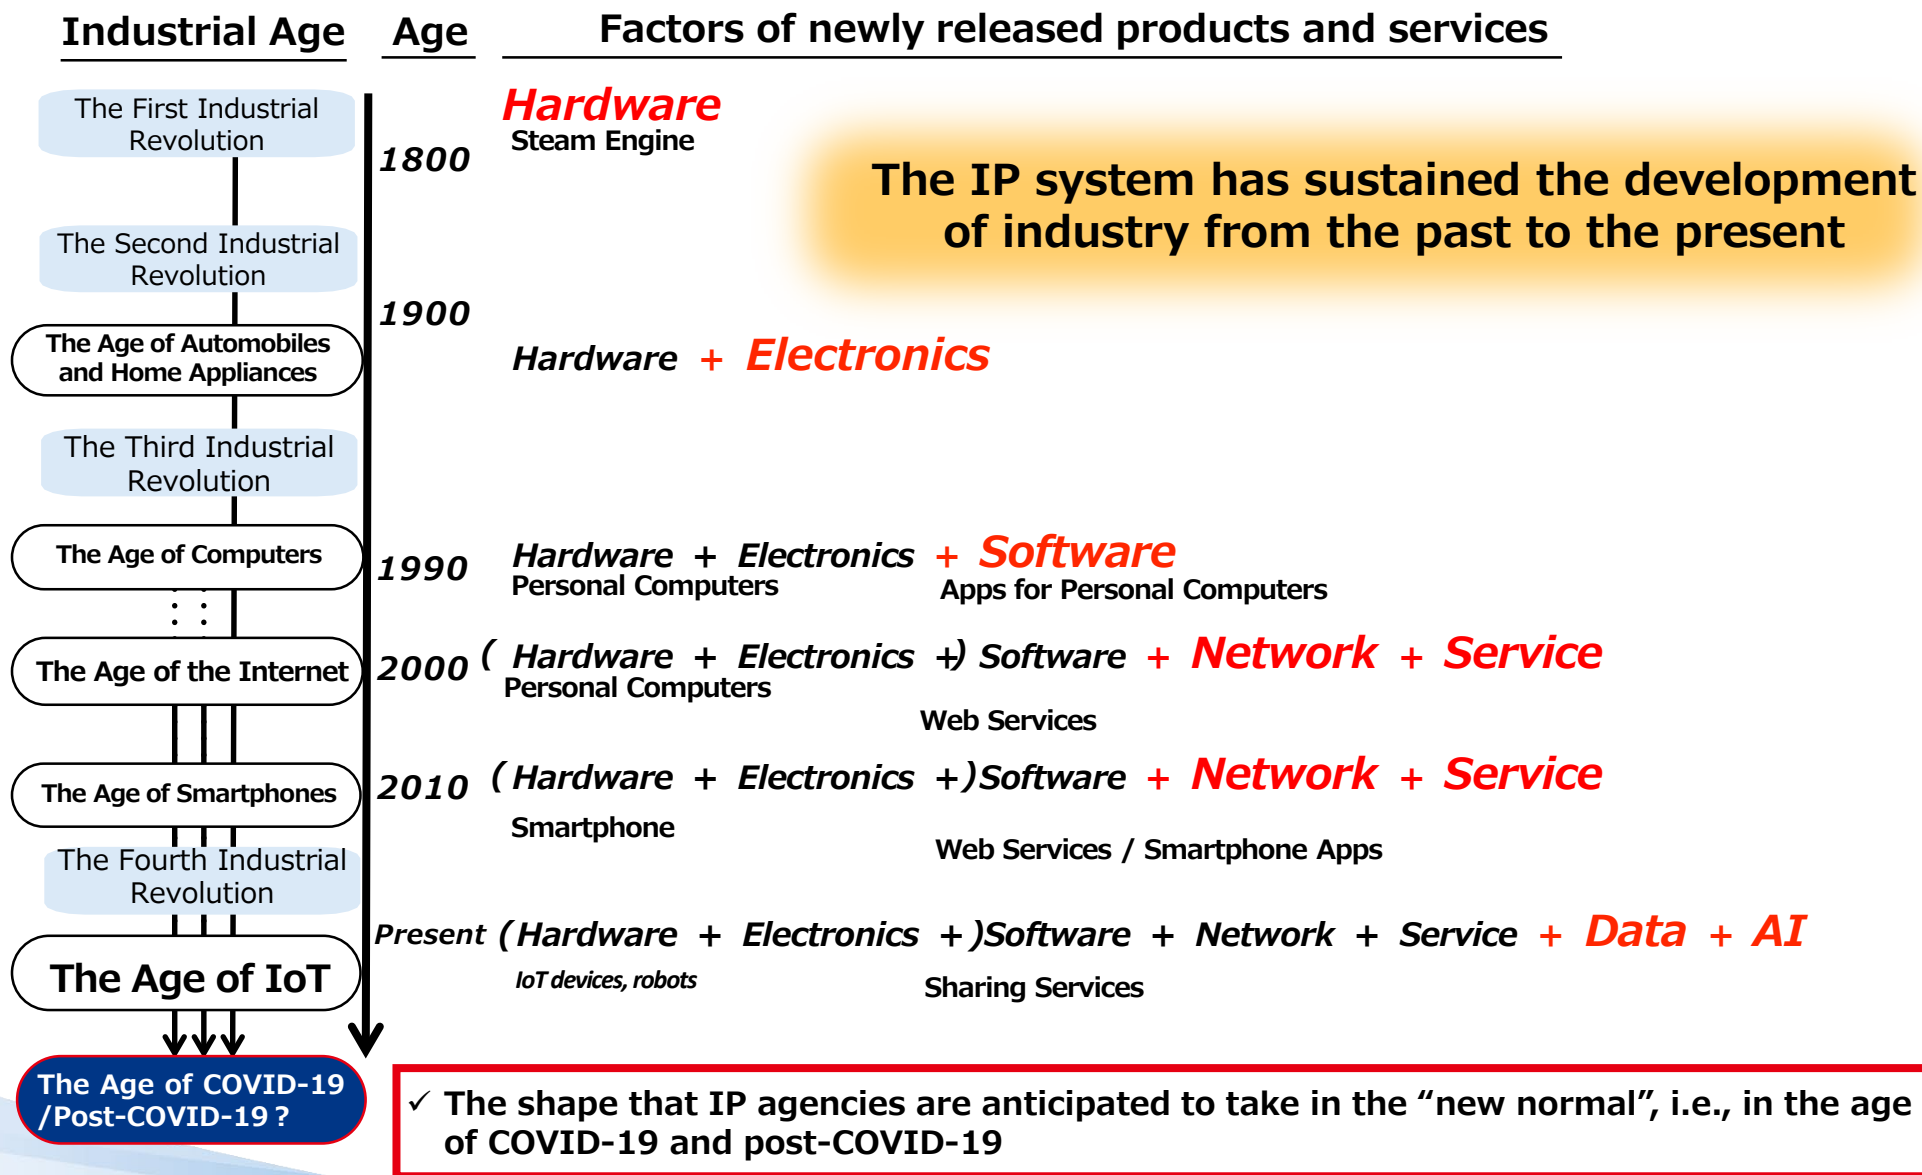 Industrial Age
Age
Factors of newly released products and services
The First Industrial
Revolution
Hardware
Steam Engine
1800
The IP system has sustained the development
of industry from the past to the present
The Second Industrial
Revolution
1900
The Age of Automobiles
and Home Appliances
Hardware + Electronics
The Third Industrial
Revolution
The Age of Computers
1990
Hardware + Electronics + Software
Personal Computers
Apps for Personal Computers
The Age of the Internet
2000
( Hardware + Electronics +) Software + Network + Service
Personal Computers
Web Services
The Age of Smartphones
2010
(Hardware + Electronics +)Software + Network + Service
Smartphone
Web Services / Smartphone Apps
The Fourth Industrial
Revolution
Present
(Hardware + Electronics +)Software + Network + Service + Data + AI
The Age of IoT
IoT devices, robots
Sharing Services
The Age of COVID-19
/Post-COVID-19 ?
✓ The shape that IP agencies are anticipated to take in the “new normal”, i.e., in the age
of COVID-19 and post-COVID-19